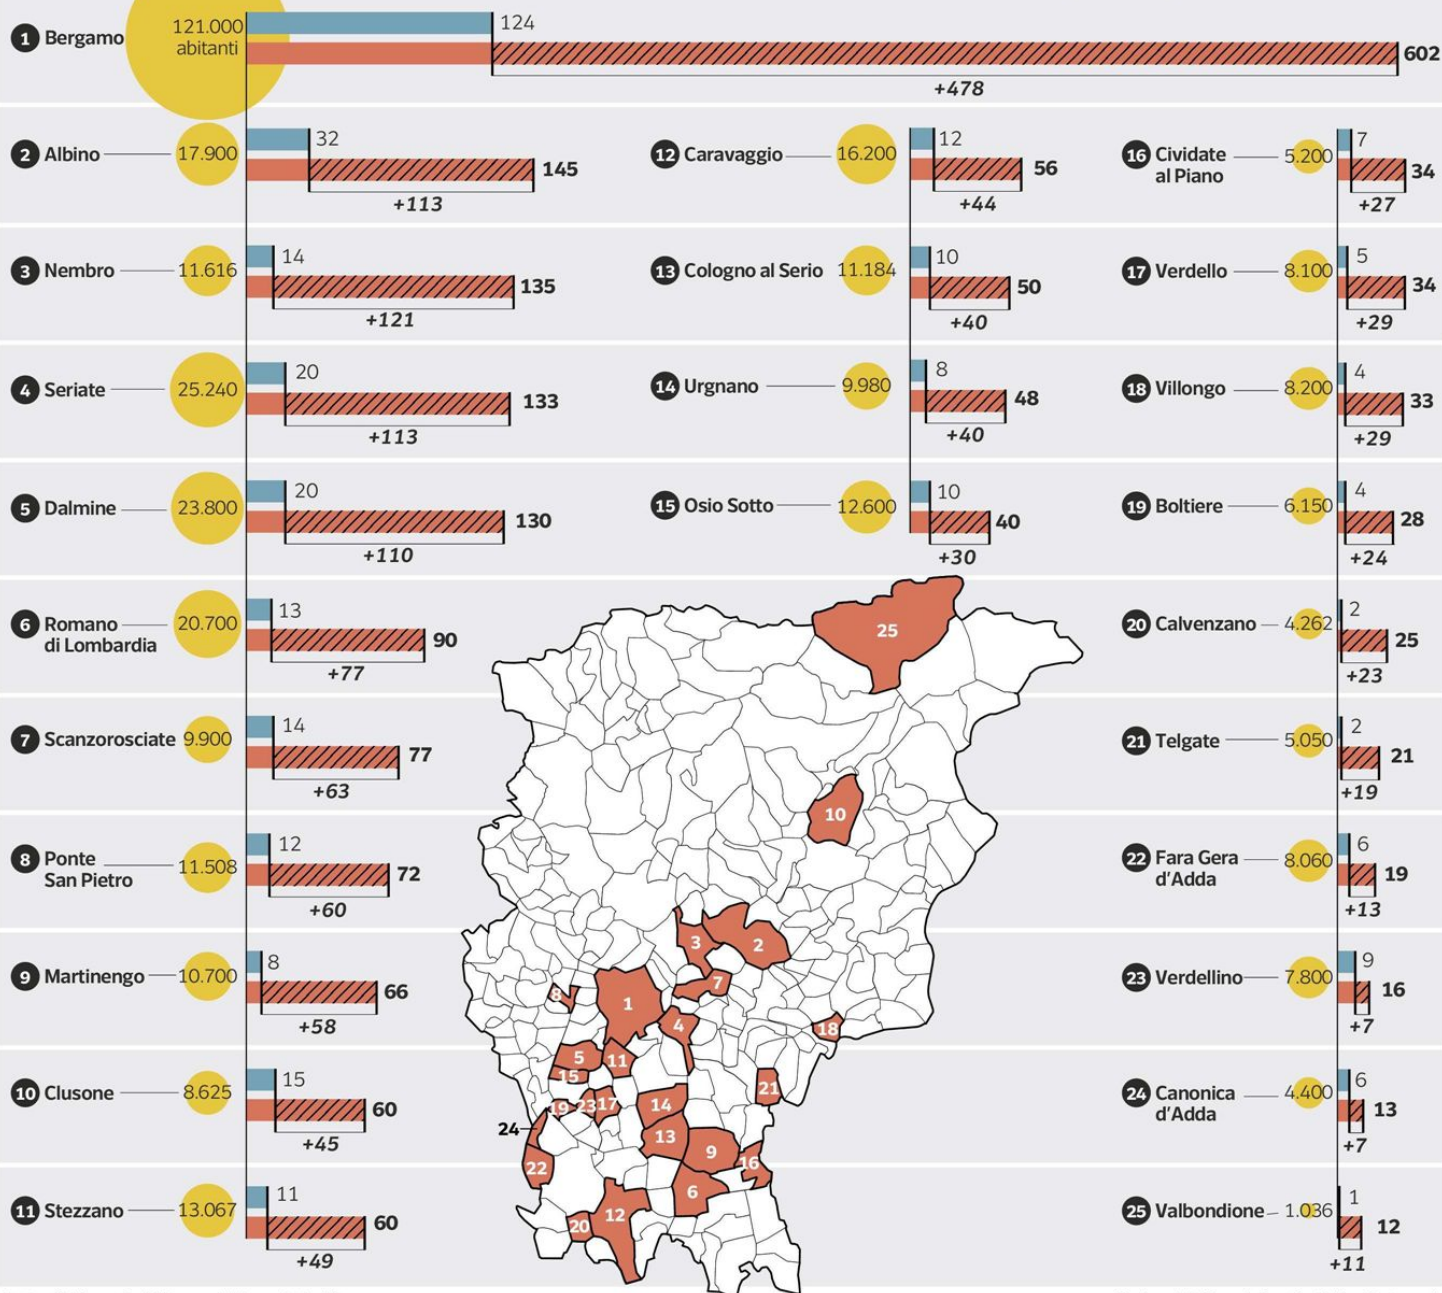 1 Bergamo 121.000 124
abitanti 602
+478
2 Albino 17.900 32
145
+113
3 Nembro 11.616 14
135
+121
4 Seriate 25.240 20
133
+113
5 Dalmine 23.800 20
130
+110
6 Romano 20.700 13
di Lombardia 90
+77
7 Scanzorosciate 9.900 14
77
+63
8 Ponte 11.508 12
San Pietro 72
+60
9 Martinengo 10.700 8
66
+58
10 Clusone 8.625 15
60
+45
11 Stezzano 13.067 11
60
+49
12 Caravaggio 16.200 12
56
+44
13 Cologno al Serio 11.184 10
50
+40
14 Urgnano 9.980 8
48
+40
15 Osio Sotto 12.600 10
40
+30
16 Cividate 5.200 7
al Piano 34
+27
17 Verdello 8.100 5
34
+29
18 Villongo 8.200 4
33
+29
19 Boltiere 6.150 4
28
+24
20 Calvenzano 4.262 2
25
+23
21 Telgate 5.050 2
21
+19
22 Fara Gera 8.060 6
d'Adda 19
+13
23 Verdellino 7.800 9
16
+7
24 Canonica 4.400 6
d'Adda 13
+7
25 Valbondione 1.036 1
12
+11
25
10
3 2
7
8 1
4 18
5 11
15
21
19 23 17 14
24 13
9
22 16
6
12
20